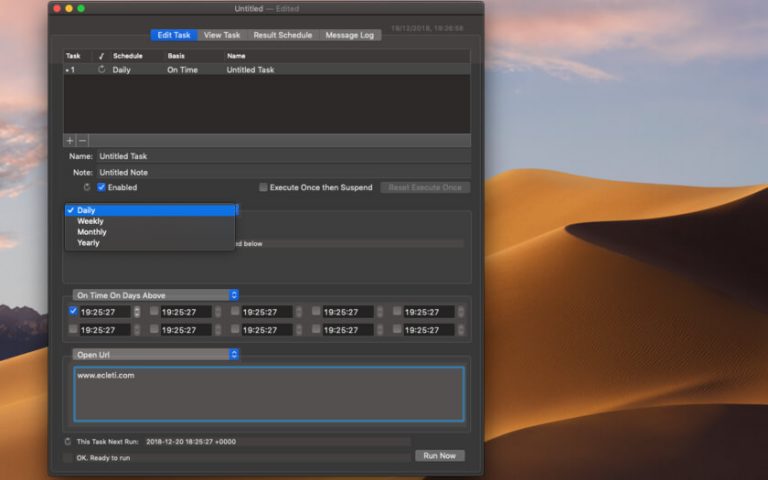 Untitled — Edited
Edit Task View Task Result Schedule Message Log
19/12/2018, 19:26:58
Task Schedule Basis Name
1 Daily On Time Untitled Task
+ −
Name: Untitled Task
Note: Untitled Note
Enabled Execute Once then Suspend Reset Execute Once
Daily
Weekly
Monthly
Yearly
ed below
On Time On Days Above
19:25:27 19:25:27 19:25:27 19:25:27 19:25:27
19:25:27 19:25:27 19:25:27 19:25:27 19:25:27
Open Url
www.ecleti.com
This Task Next Run: 2018-12-20 18:25:27 +0000
OK. Ready to run
Run Now